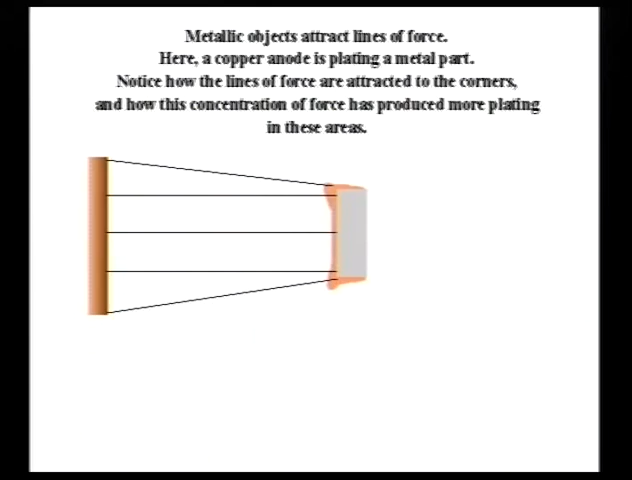 Metallic objects attract lines of force.
Here, a copper anode is plating a metal part.
Notice how the lines of force are attracted to the corners,
and how this concentration of force has produced more plating
in these areas.